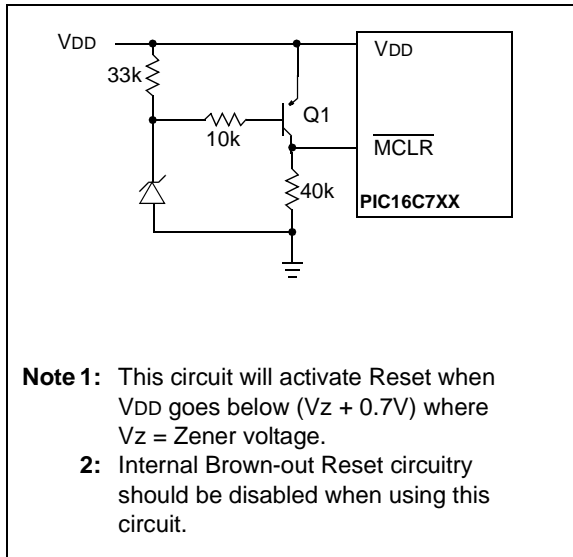 VDD
VDD
33k
Q1
10k
MCLR
40k
PIC16C7XX
Note 1: This circuit will activate Reset when
VDD goes below (Vz + 0.7V) where
Vz = Zener voltage.
2: Internal Brown-out Reset circuitry
should be disabled when using this
circuit.